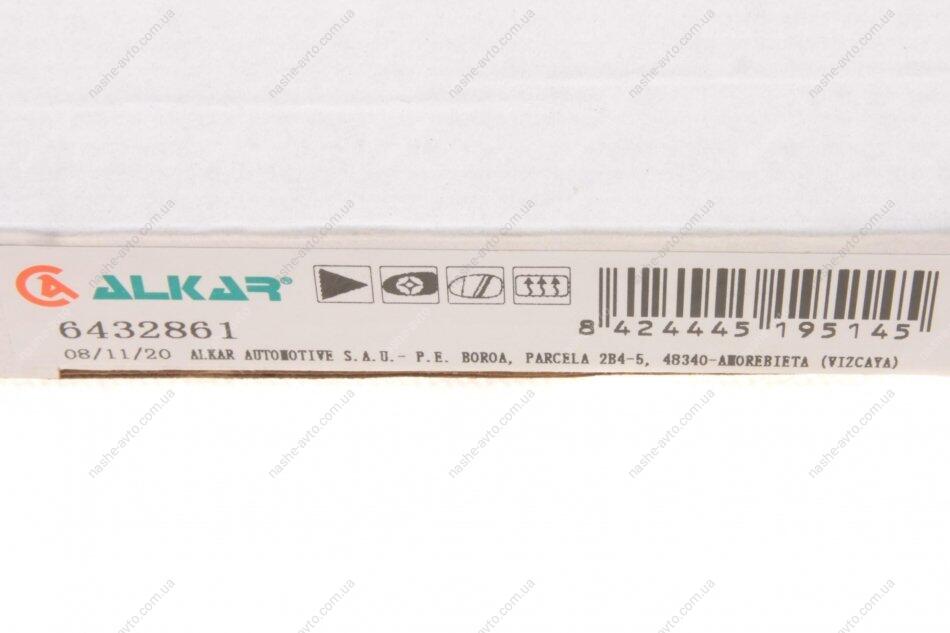 ALKAR®
6432861
8 424445 195145
08/11/20 ALKAR AUTOMOTIVE S.A.U.- P.E. BOROA, PARCELA 2B4-5, 48340-AMOREBIETA (VIZCAYA)
nashe-avto.com.ua